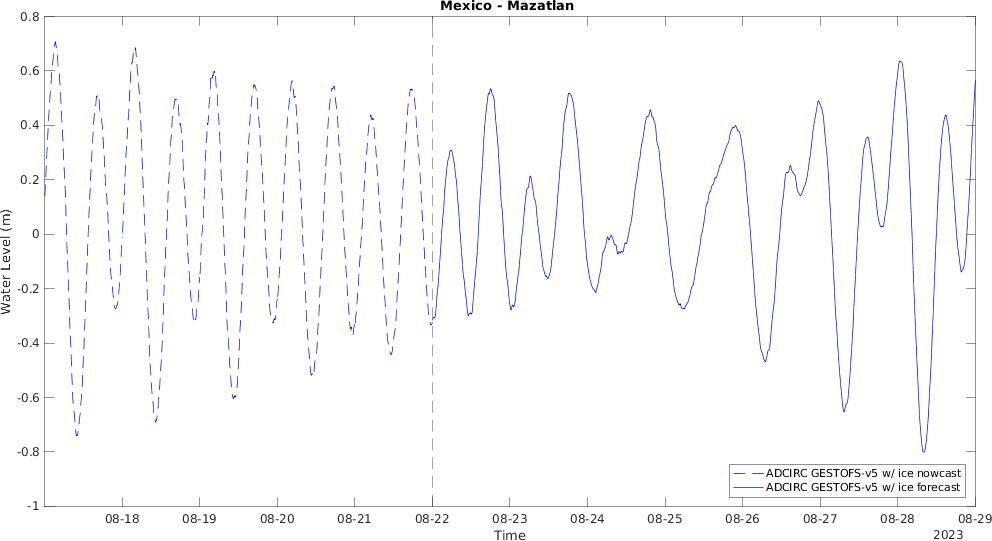 Mexico - Mazatlan
0.8
0.6
0.4
0.2
0
-0.2
-0.4
-0.6
-0.8
-1
Water Level (m)
ADCIRC GESTOFS-v5 w/ ice nowcast
ADCIRC GESTOFS-v5 w/ ice forecast
08-18 08-19 08-20 08-21 08-22 08-23 08-24 08-25 08-26 08-27 08-28 08-29
Time
2023